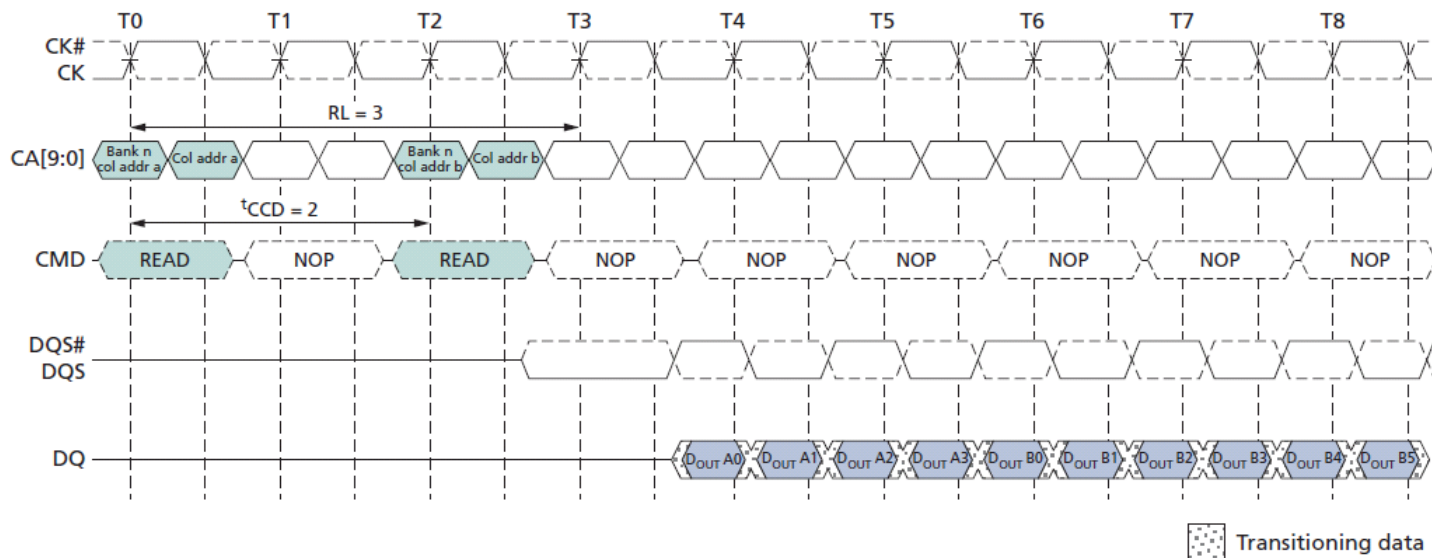 T0 T1 T2 T3 T4 T5 T6 T7 T8
CK#
CK
RL = 3
CA[9:0]
Bank n
col addr a
Col addr a
Bank n
col addr b
Col addr b
tCCD = 2
CMD READ NOP READ NOP NOP NOP NOP NOP NOP
DQS#
DQS
DQ DOUT A0 DOUT A1 DOUT A2 DOUT A3 DOUT B0 DOUT B1 DOUT B2 DOUT B3 DOUT B4 DOUT B5
Transitioning data